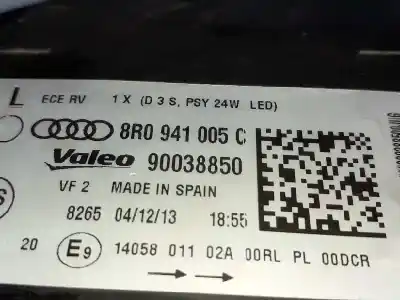 L ECE RV 1 X (D 3 S, PSY 24W LED)
8R0 941 005 C
Valeo 90038850
VF 2 MADE IN SPAIN
8265 04/12/13 18:55
20 E9 14058 011 02A 00RL PL 00DCR